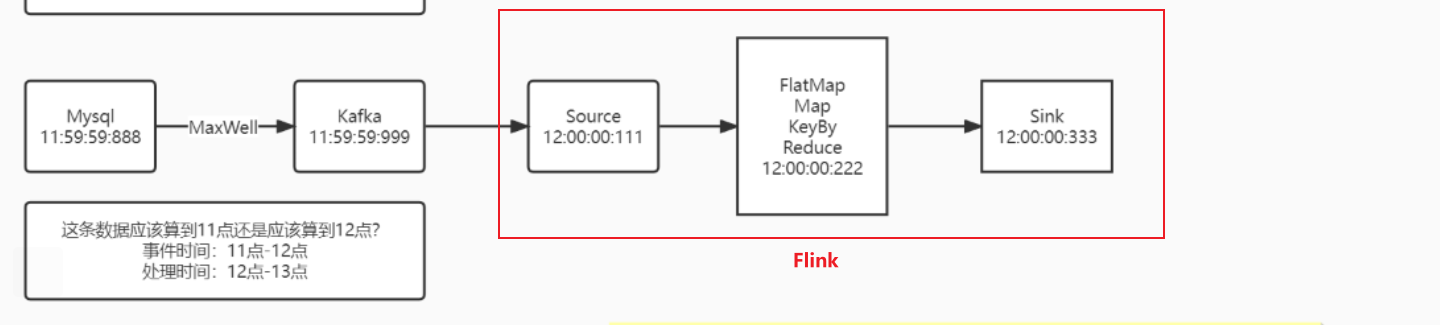 Mysql
11:59:59:888
MaxWell
Kafka
11:59:59:999
Source
12:00:00:111
FlatMap
Map
KeyBy
Reduce
12:00:00:222
Sink
12:00:00:333
这条数据应该算到11点还是应该算到12点?
事件时间：11点-12点
处理时间：12点-13点
Flink